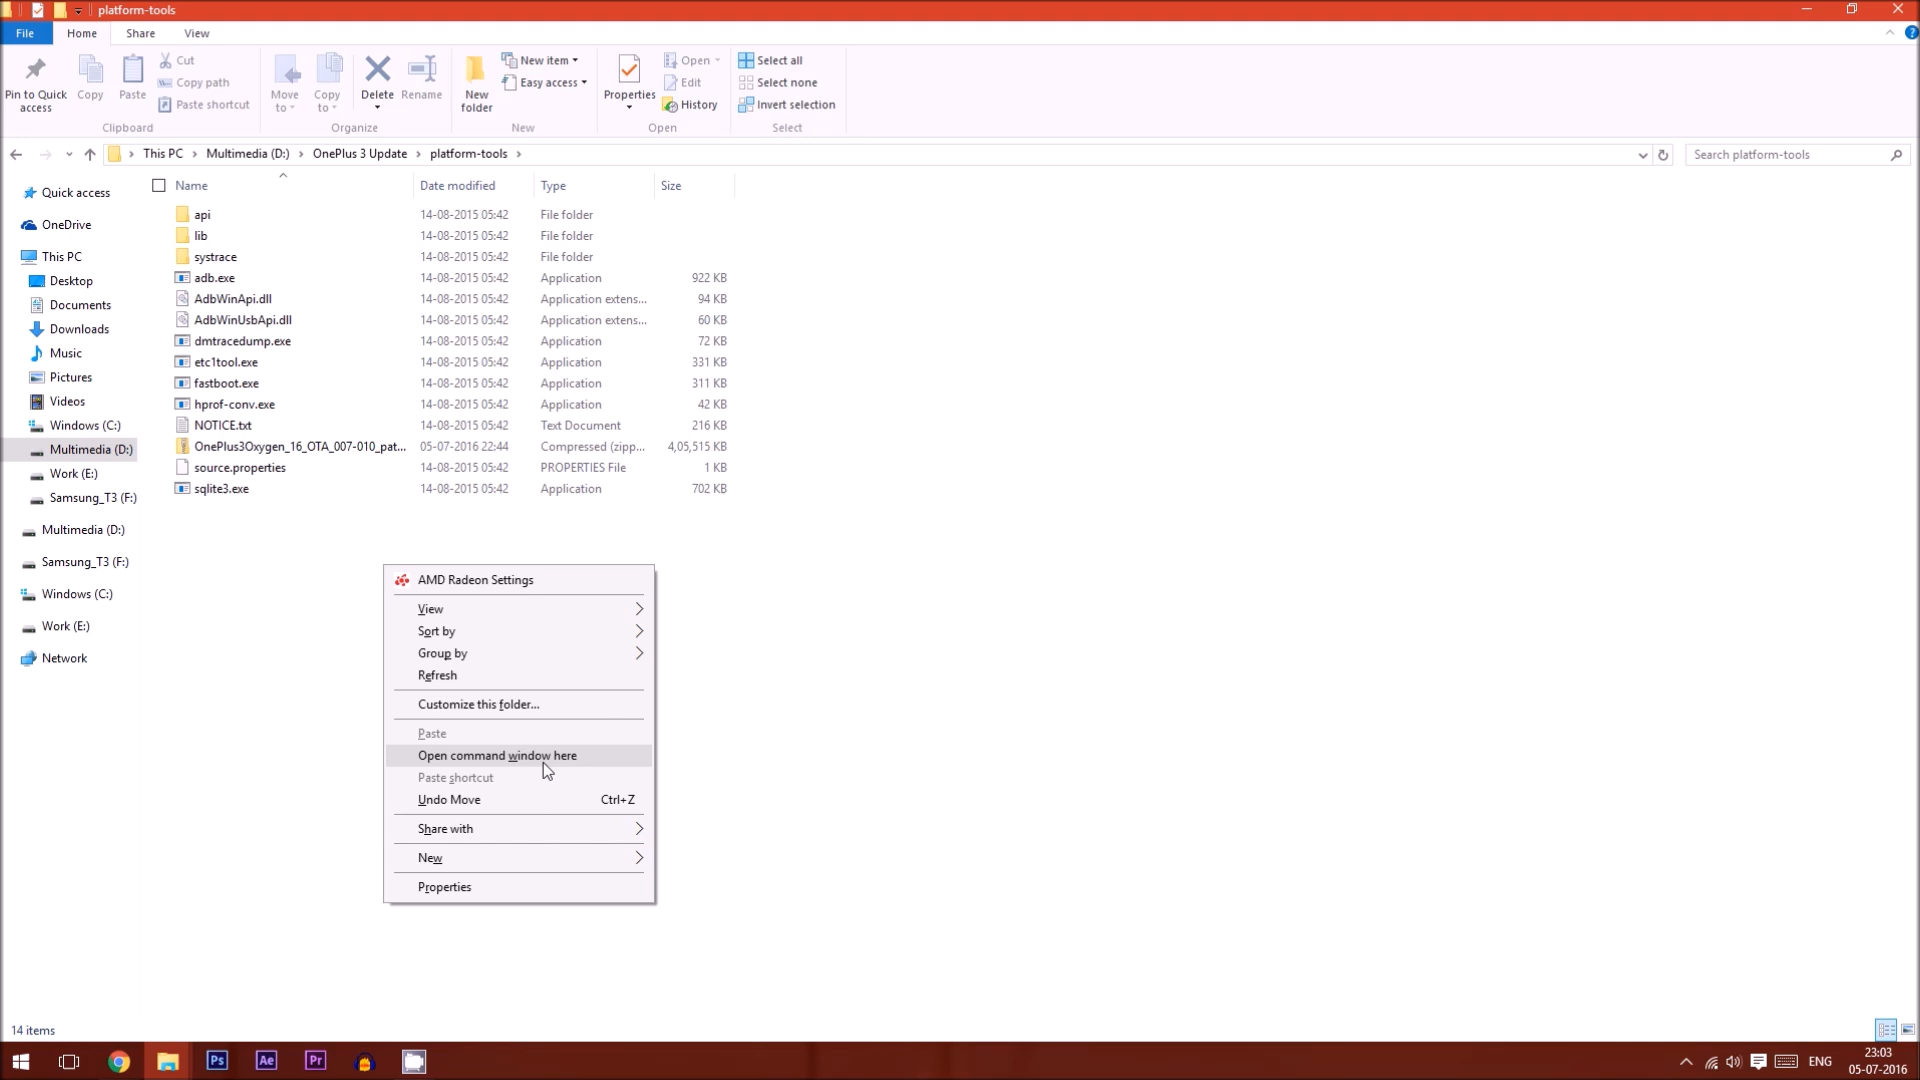 platform-tools
File Home Share View
Pin to Quick access
Copy
Paste
Cut
Copy path
Paste shortcut
Clipboard
Move to
Copy to
Delete
Rename
Organize
New folder
New item
Easy access
New
Properties
Open
Edit
History
Open
Select all
Select none
Invert selection
Select
This PC Multimedia (D:) OnePlus 3 Update platform-tools
Search platform-tools
Quick access
OneDrive
This PC
Desktop
Documents
Downloads
Music
Pictures
Videos
Windows (C:)
Multimedia (D:)
Work (E:)
Samsung_T3 (F:)
Multimedia (D:)
Samsung_T3 (F:)
Windows (C:)
Work (E:)
Network
Name Date modified Type Size
api 14-08-2015 05:42 File folder
lib 14-08-2015 05:42 File folder
systrace 14-08-2015 05:42 File folder
adb.exe 14-08-2015 05:42 Application 922 KB
AdbWinApi.dll 14-08-2015 05:42 Application extens... 94 KB
AdbWinUsbApi.dll 14-08-2015 05:42 Application extens... 60 KB
dmtracedump.exe 14-08-2015 05:42 Application 72 KB
etc1tool.exe 14-08-2015 05:42 Application 331 KB
fastboot.exe 14-08-2015 05:42 Application 311 KB
hprof-conv.exe 14-08-2015 05:42 Application 42 KB
NOTICE.txt 14-08-2015 05:42 Text Document 216 KB
OnePlus3Oxygen_16_OTA_007-010_pat... 05-07-2016 22:44 Compressed (zipp... 4,05,515 KB
source.properties 14-08-2015 05:42 PROPERTIES File 1 KB
sqlite3.exe 14-08-2015 05:42 Application 702 KB
AMD Radeon Settings
View
Sort by
Group by
Refresh
Customize this folder...
Paste
Open command window here
Paste shortcut
Undo Move Ctrl+Z
Share with
New
Properties
14 items
Ps Ae Pr
ENG
23:03
05-07-2016